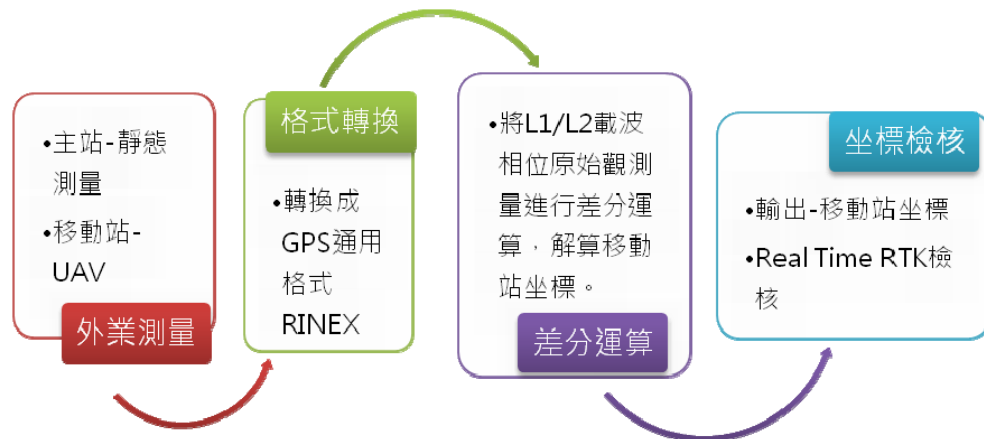 •主站-靜態
測量
•移動站-
UAV
外業測量
格式轉換
•轉換成
GPS通用
格式
RINEX
•將L1/L2載波
相位原始觀測
量進行差分運
算，解算移動
站坐標。
差分運算
坐標檢核
•輸出-移動站坐標
•Real Time RTK檢
核